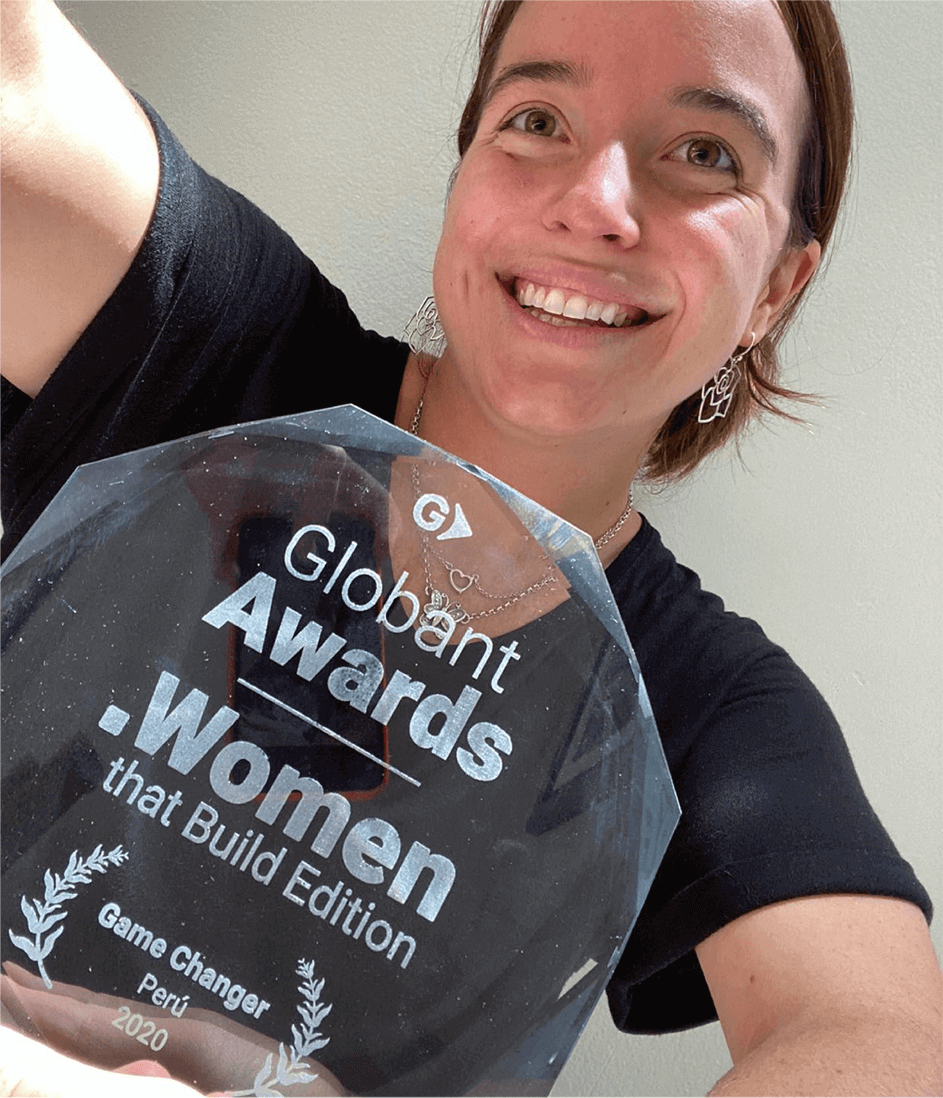 G
Globant
Awards
.Women
that Build Edition
Game Changer
Perú
2020